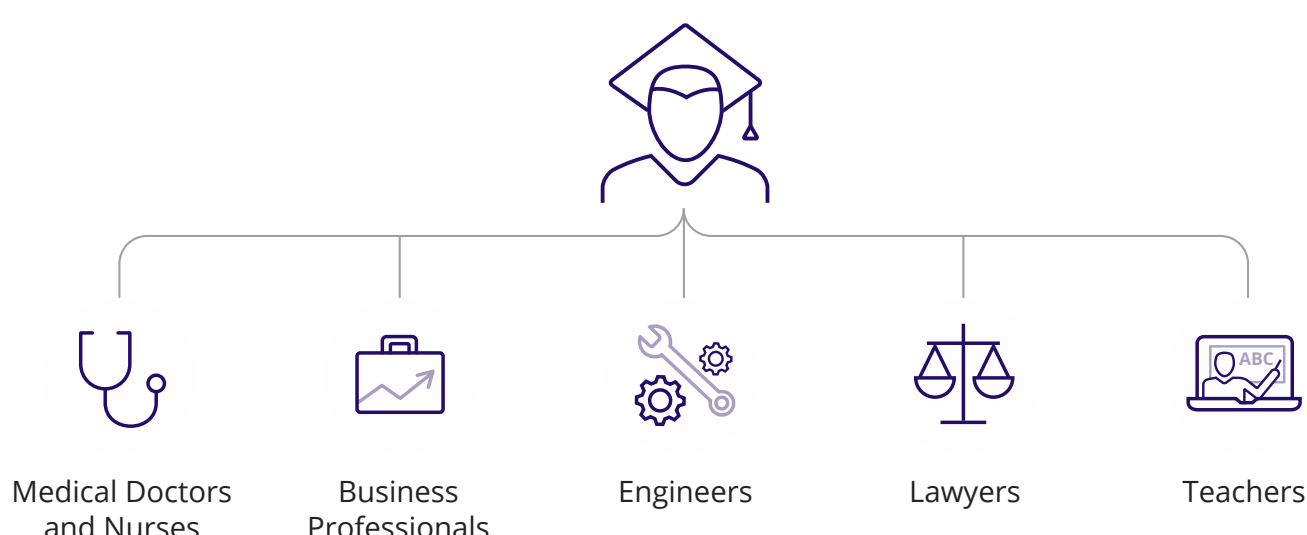 ABC
Medical Doctors
and Nurses
Business
Professionals
Engineers
Lawyers
Teachers